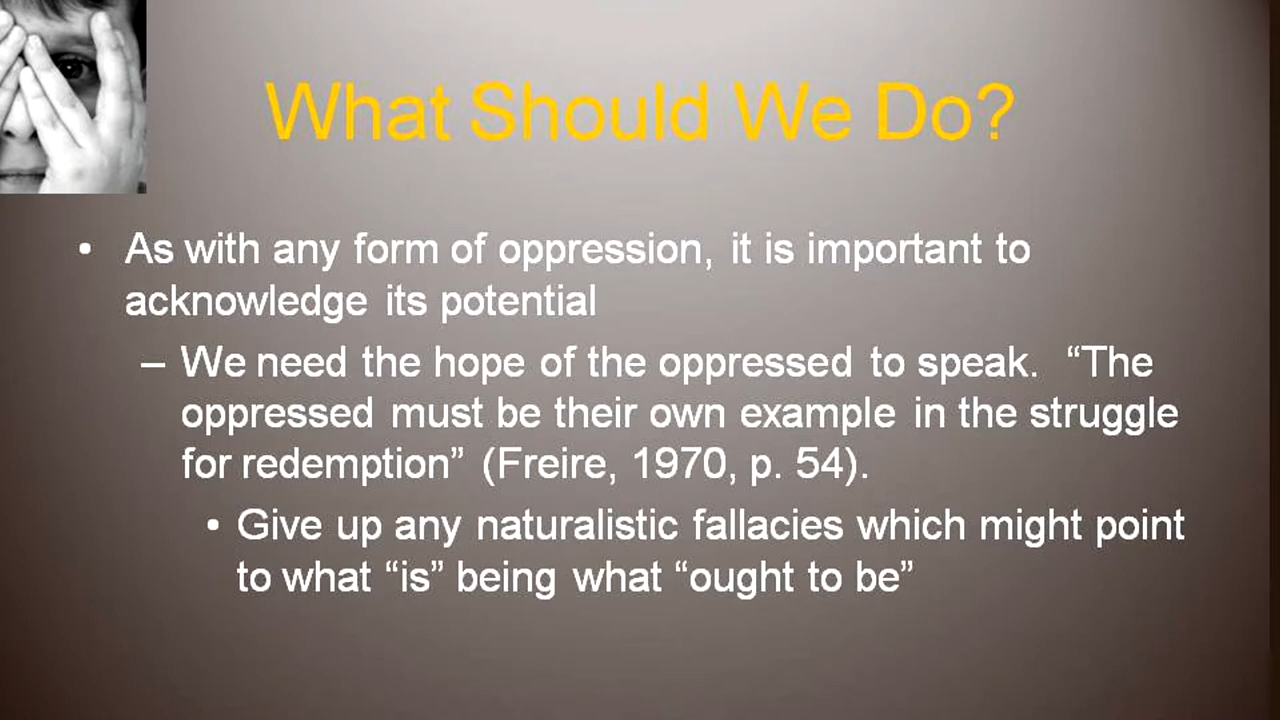 What Should We Do?
• As with any form of oppression, it is important to
acknowledge its potential
– We need the hope of the oppressed to speak. “The
oppressed must be their own example in the struggle
for redemption” (Freire, 1970, p. 54).
• Give up any naturalistic fallacies which might point
to what “is” being what “ought to be”